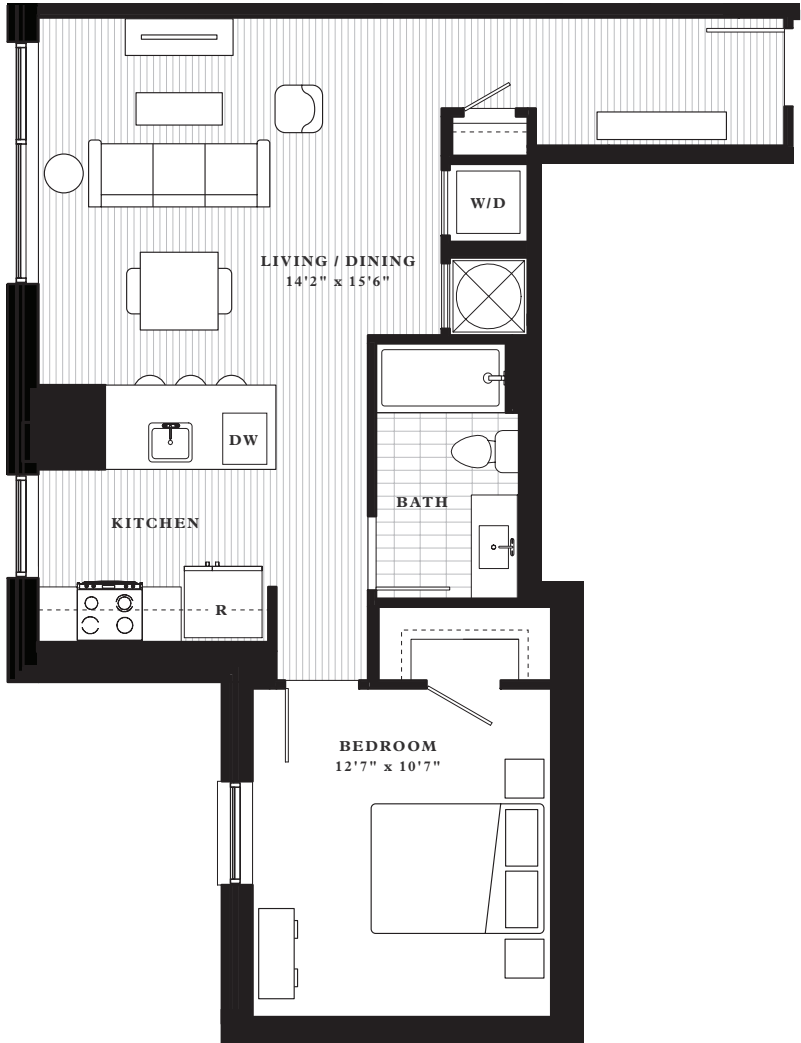 W/D
LIVING / DINING
14'2" x 15'6"
DW
BATH
KITCHEN
R
BEDROOM
12'7" x 10'7"